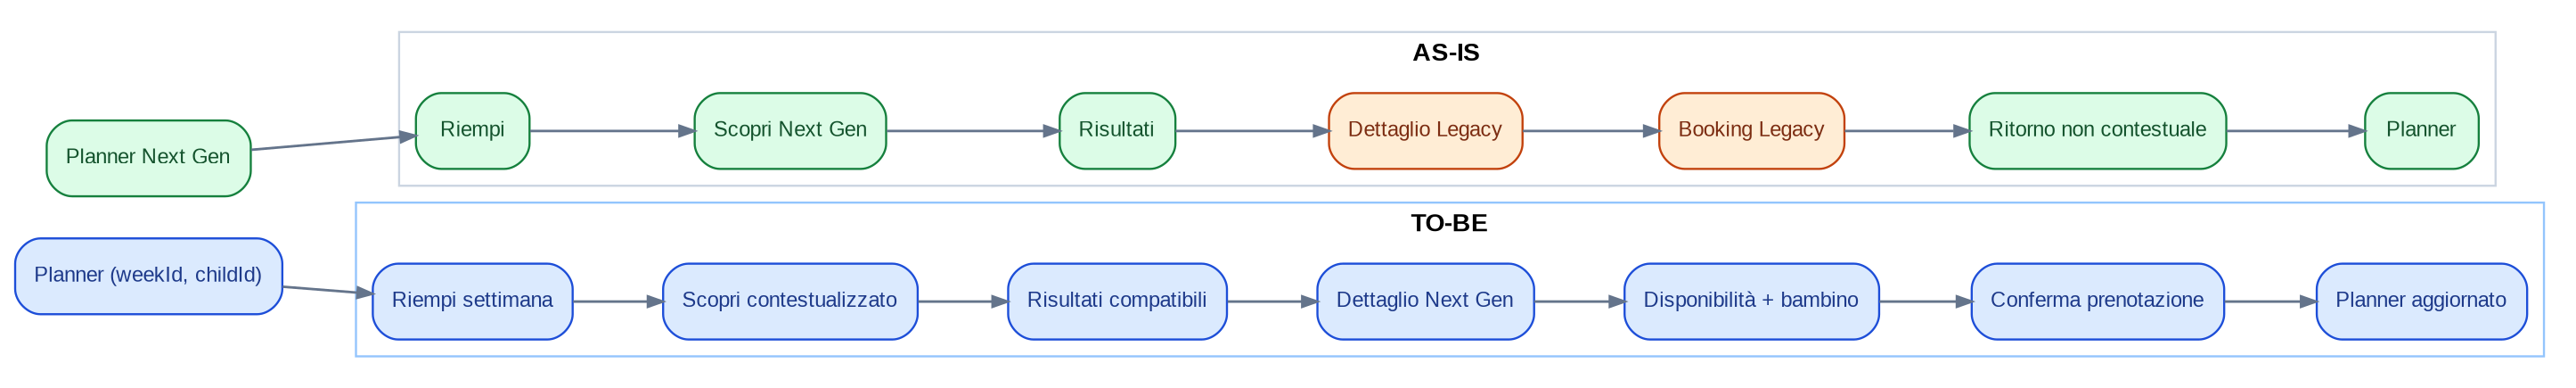 AS-IS
Planner Next Gen
Riempi
Scopri Next Gen
Risultati
Dettaglio Legacy
Booking Legacy
Ritorno non contestuale
Planner
TO-BE
Planner (weekId, childId)
Riempi settimana
Scopri contestualizzato
Risultati compatibili
Dettaglio Next Gen
Disponibilità + bambino
Conferma prenotazione
Planner aggiornato